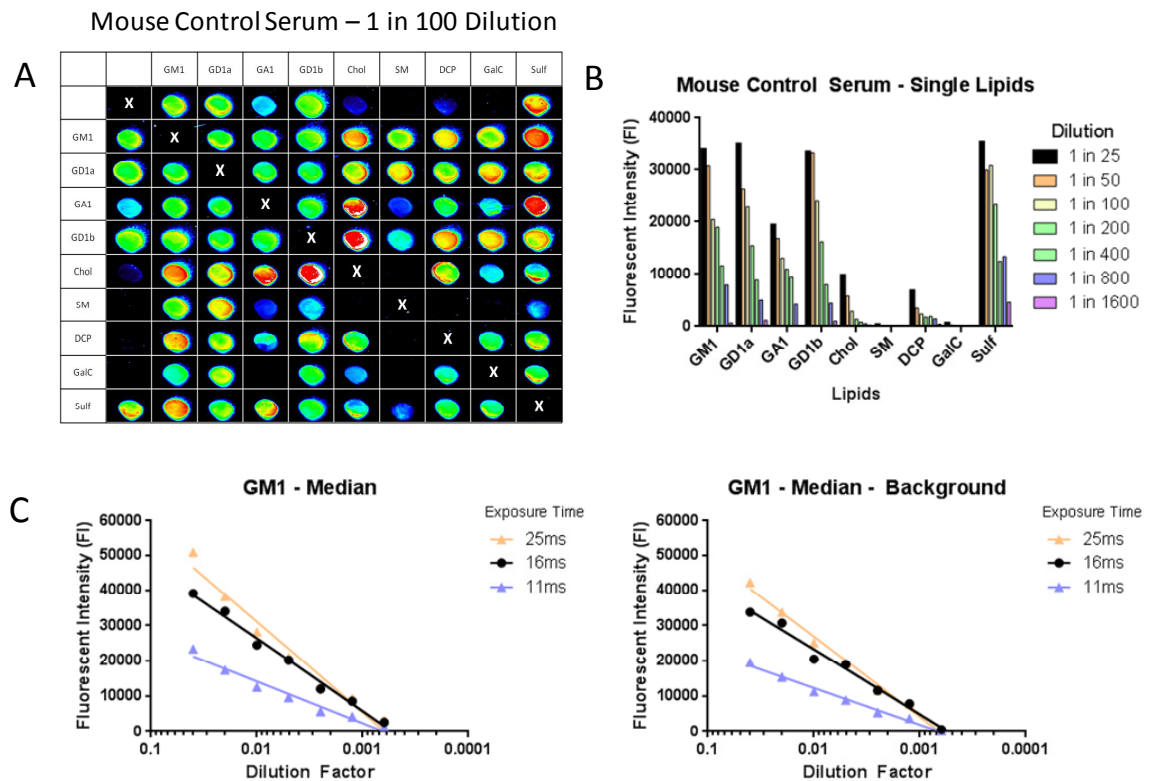 Mouse Control Serum – 1 in 100 Dilution
A
GM1 GD1a GA1 GD1b Chol SM DCP GalC Sulf
X
GM1 X
GD1a X
GA1 X
GD1b X
Chol X
SM X
DCP X
GalC X
Sulf X
B
Mouse Control Serum - Single Lipids
Fluorescent Intensity (FI)
40000
30000
20000
10000
0
GM1 GD1a GA1 GD1b Chol SM DCP GalC Sulf
Lipids
Dilution
1 in 25
1 in 50
1 in 100
1 in 200
1 in 400
1 in 800
1 in 1600
C
GM1 - Median
Fluorescent Intensity (FI)
60000
50000
40000
30000
20000
10000
0
0.1 0.01 0.001 0.0001
Dilution Factor
Exposure Time
25ms
16ms
11ms
GM1 - Median - Background
Fluorescent Intensity (FI)
60000
50000
40000
30000
20000
10000
0
0.1 0.01 0.001 0.0001
Dilution Factor
Exposure Time
25ms
16ms
11ms